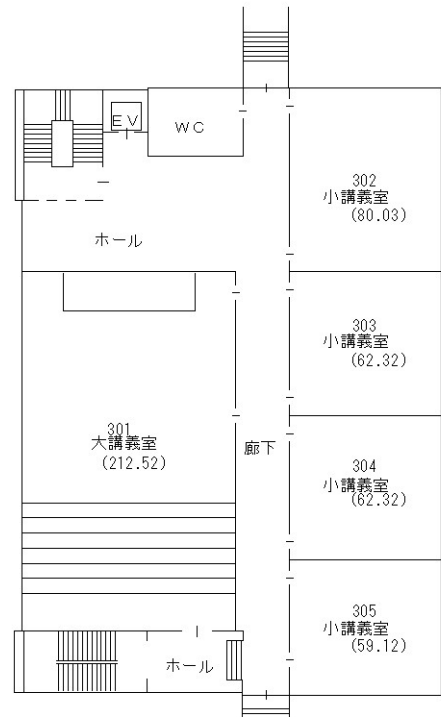 EV
WC
302
小講義室
(80.03)
ホール
303
小講義室
(62.32)
301
大講義室
(212.52)
廊下
304
小講義室
(62.32)
305
小講義室
(59.12)
ホール